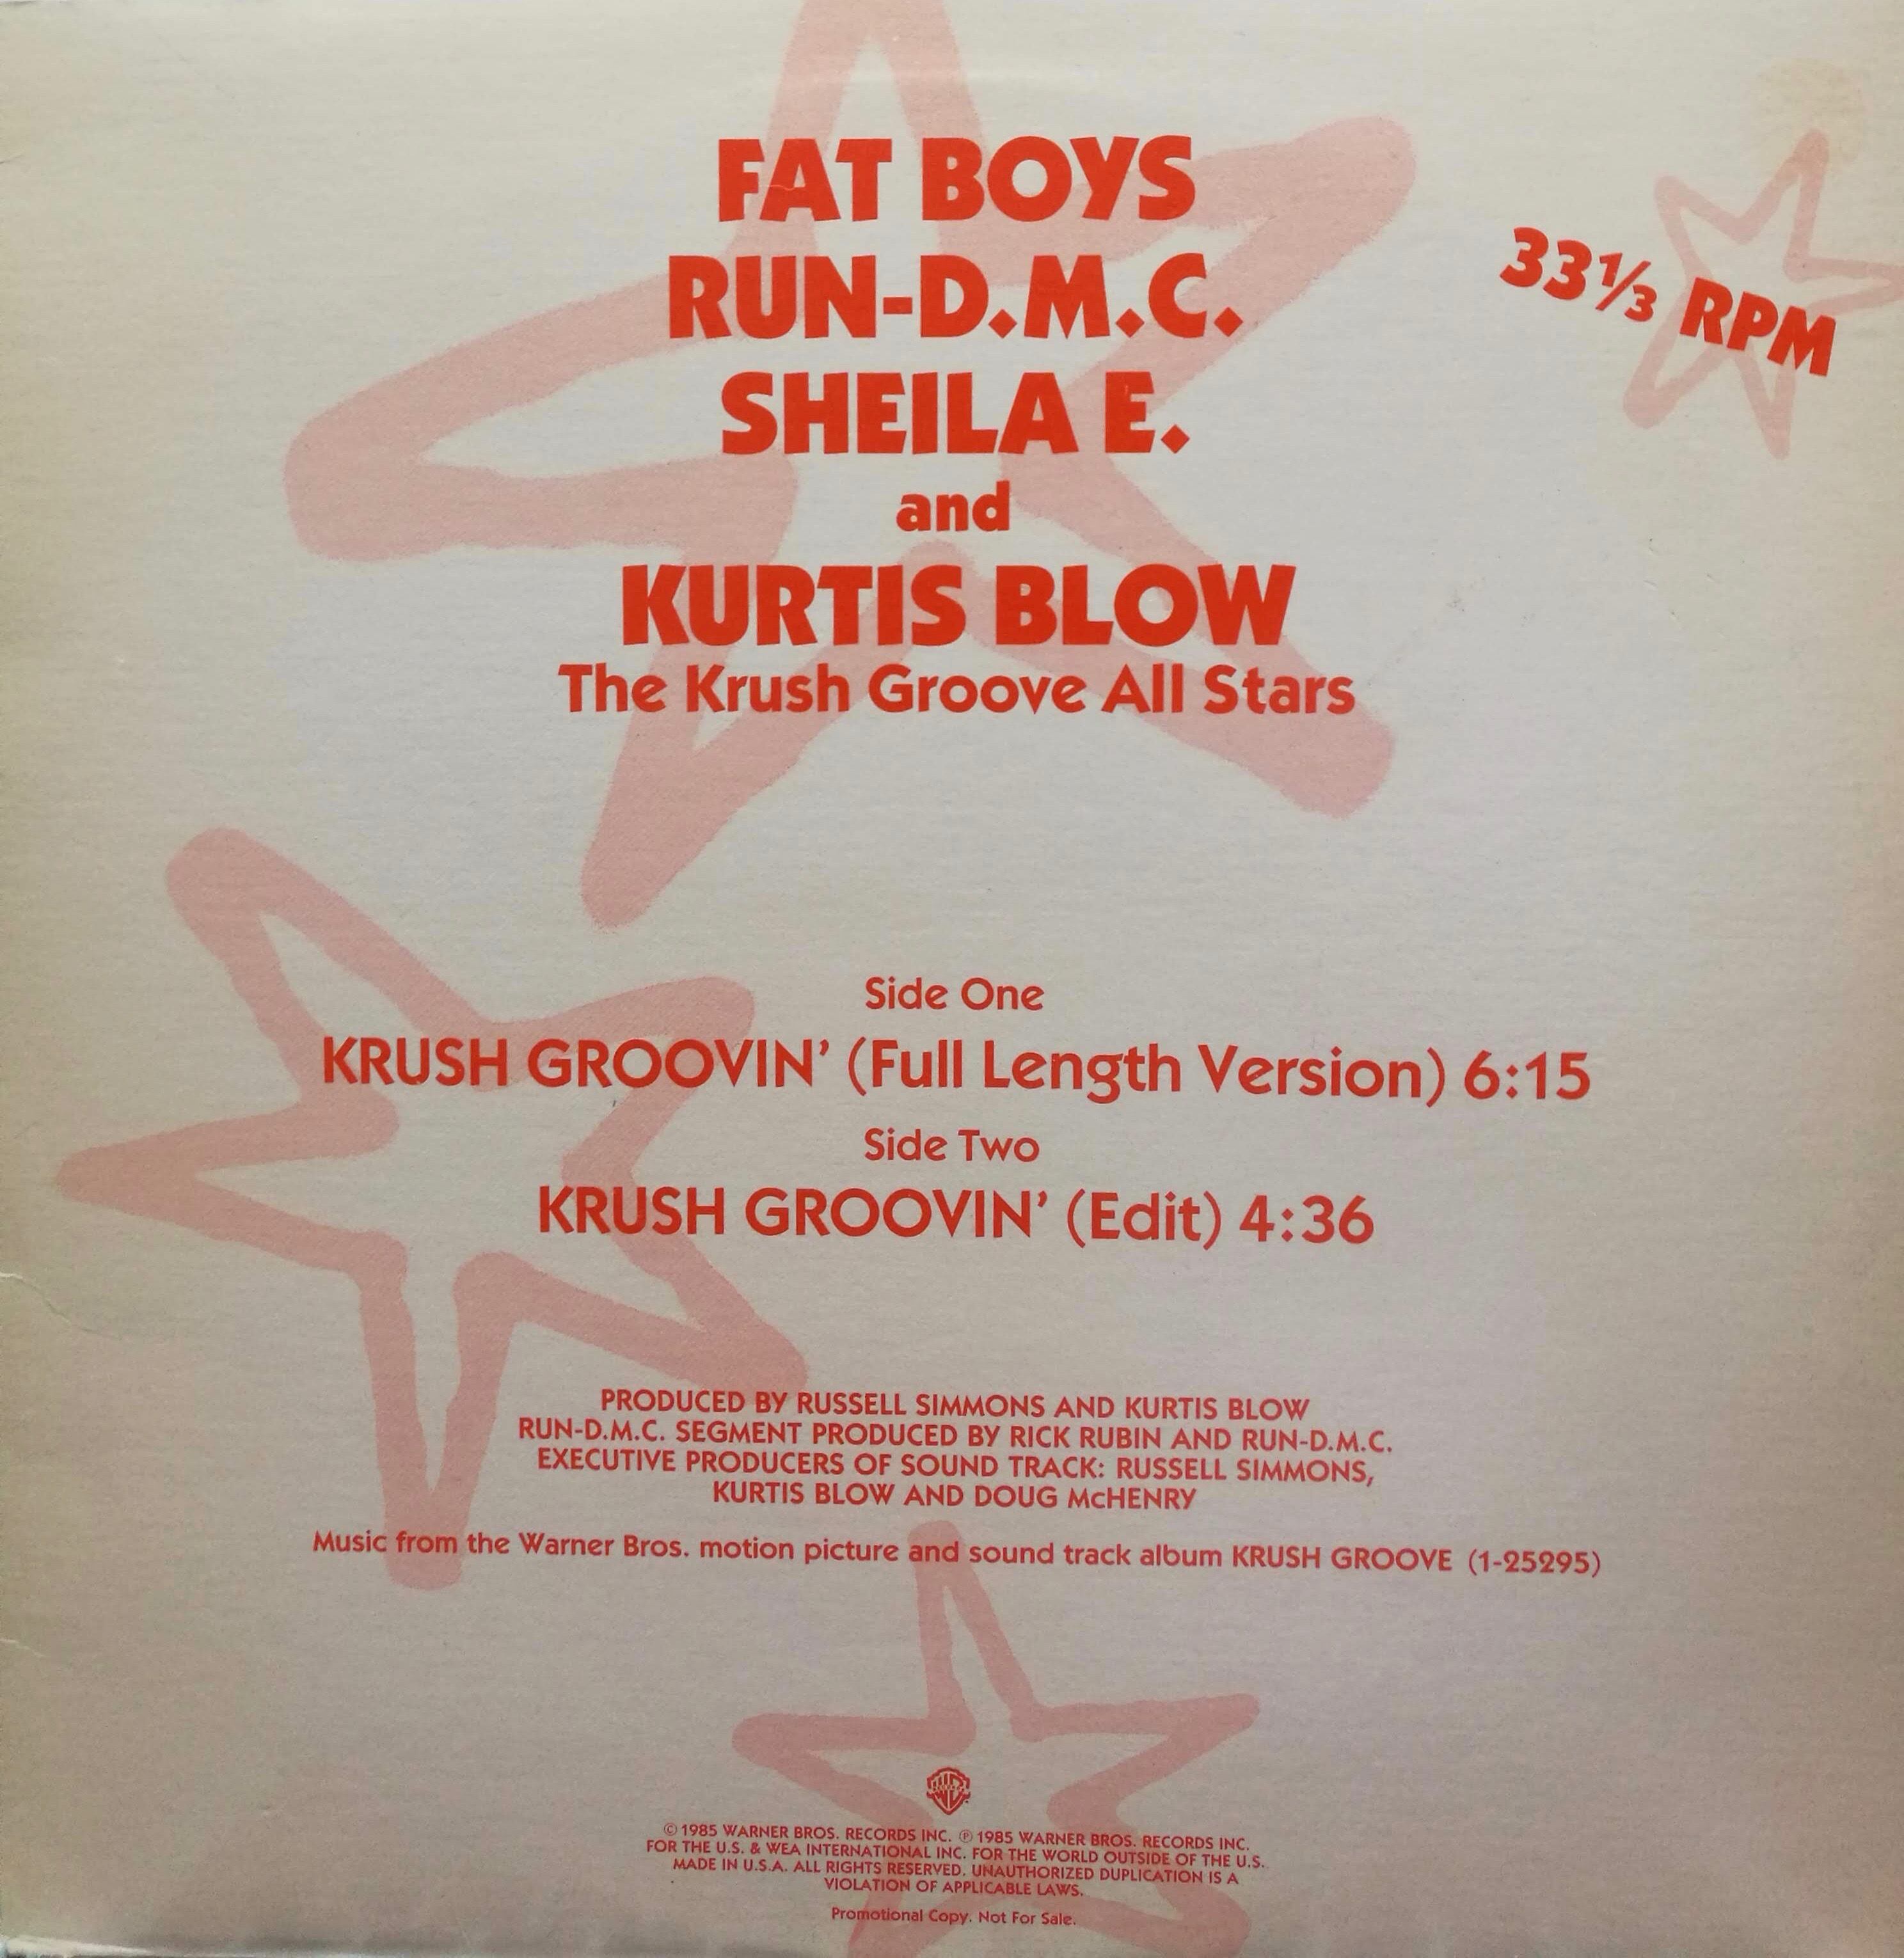 FAT BOYS
RUN-D.M.C.
33⅓ RPM
SHEILA E.
and
KURTIS BLOW
The Krush Groove All Stars
Side One
KRUSH GROOVIN' (Full Length Version) 6:15
Side Two
KRUSH GROOVIN' (Edit) 4:36
PRODUCED BY RUSSELL SIMMONS AND KURTIS BLOW
RUN-D.M.C. SEGMENT PRODUCED BY RICK RUBIN AND RUN-D.M.C.
EXECUTIVE PRODUCERS OF SOUND TRACK: RUSSELL SIMMONS,
KURTIS BLOW AND DOUG McHENRY
Music from the Warner Bros. motion picture and sound track album KRUSH GROOVE (1-25295)
© 1985 WARNER BROS. RECORDS INC. ℗ 1985 WARNER BROS. RECORDS INC.
FOR THE U.S. & WEA INTERNATIONAL INC. FOR THE WORLD OUTSIDE OF THE U.S.
MADE IN U.S.A. ALL RIGHTS RESERVED. UNAUTHORIZED DUPLICATION IS A
VIOLATION OF APPLICABLE LAWS.
Promotional Copy. Not For Sale.